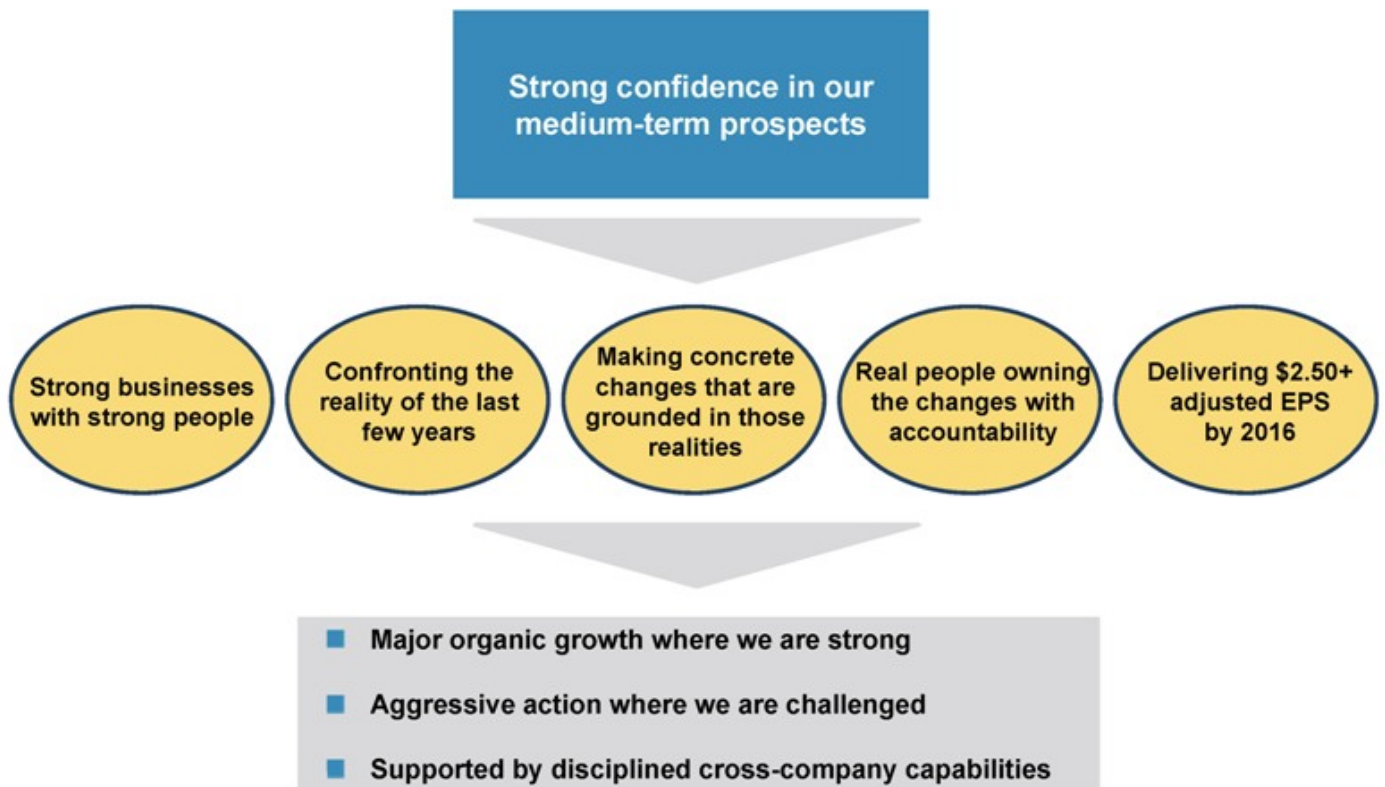 Strong confidence in our
medium-term prospects
Strong businesses
with strong people
Confronting the
reality of the last
few years
Making concrete
changes that are
grounded in those
realities
Real people owning
the changes with
accountability
Delivering $2.50+
adjusted EPS
by 2016
Major organic growth where we are strong
Aggressive action where we are challenged
Supported by disciplined cross-company capabilities